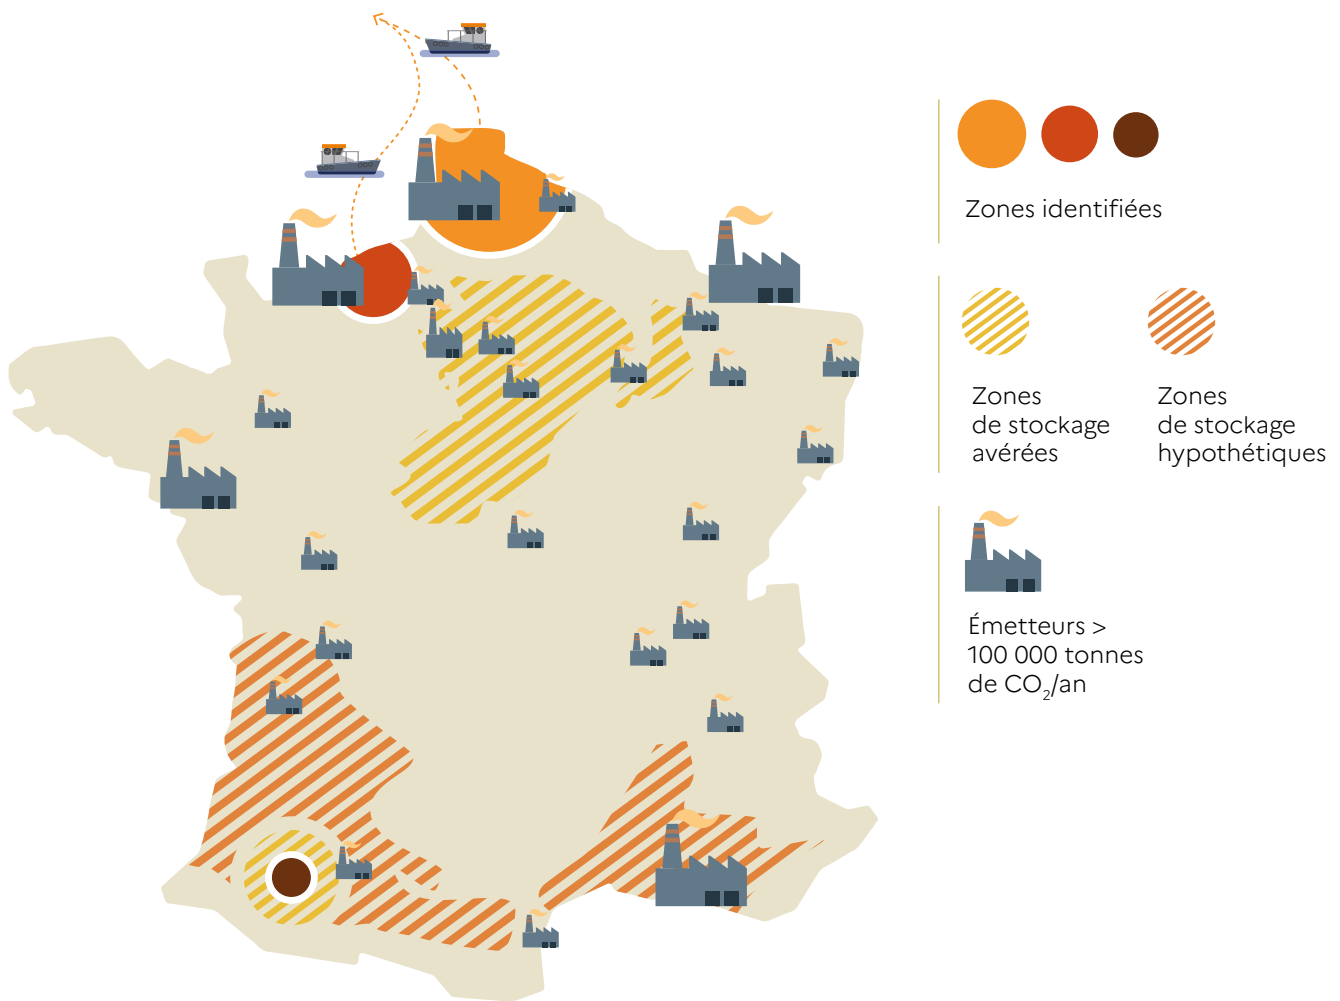 Zones identifiées
Zones
de stockage
avérées
Zones
de stockage
hypothétiques
Émetteurs >
100 000 tonnes
de CO₂/an